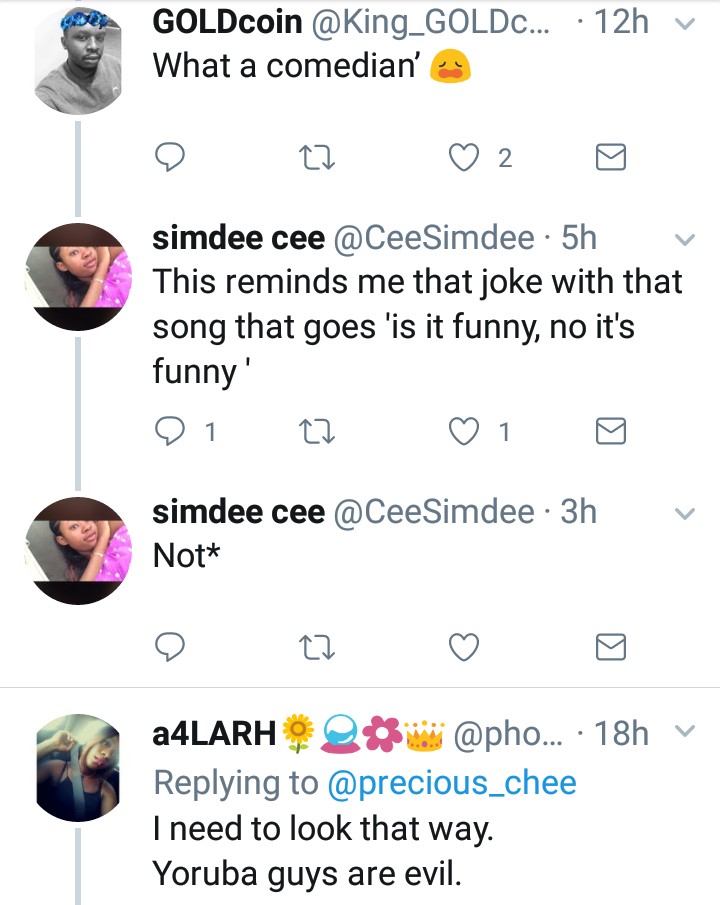 GOLDcoin @King_GOLDc... · 12h
What a comedian’ 😩
2
simdee cee @CeeSimdee · 5h
This reminds me that joke with that
song that goes 'is it funny, no it's
funny '
1 1
simdee cee @CeeSimdee · 3h
Not*
a4LARH🌻🔮🌸👑 @pho... · 18h
Replying to @precious_chee
I need to look that way.
Yoruba guys are evil.